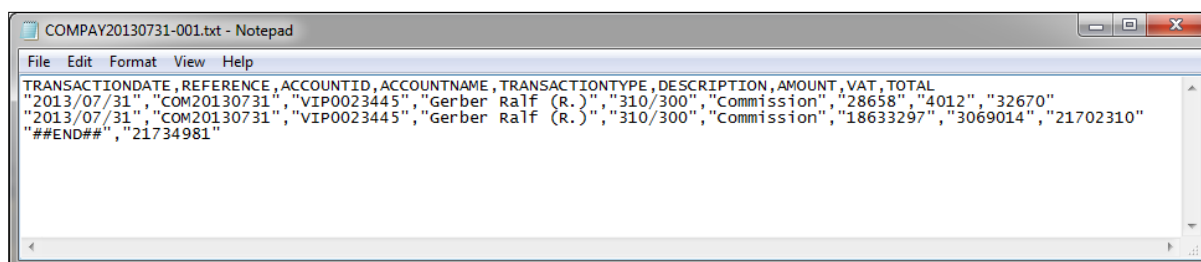 COMPAY20130731-001.txt - Notepad
File Edit Format View Help
TRANSACTIONDATE,REFERENCE,ACCOUNTID,ACCOUNTNAME,TRANSACTIONTYPE,DESCRIPTION,AMOUNT,VAT,TOTAL
"2013/07/31","COM20130731","VIP0023445","Gerber Ralf (R.)","310/300","Commission","28658","4012","32670"
"2013/07/31","COM20130731","VIP0023445","Gerber Ralf (R.)","310/300","Commission","18633297","3069014","21702310"
"##END##","21734981"